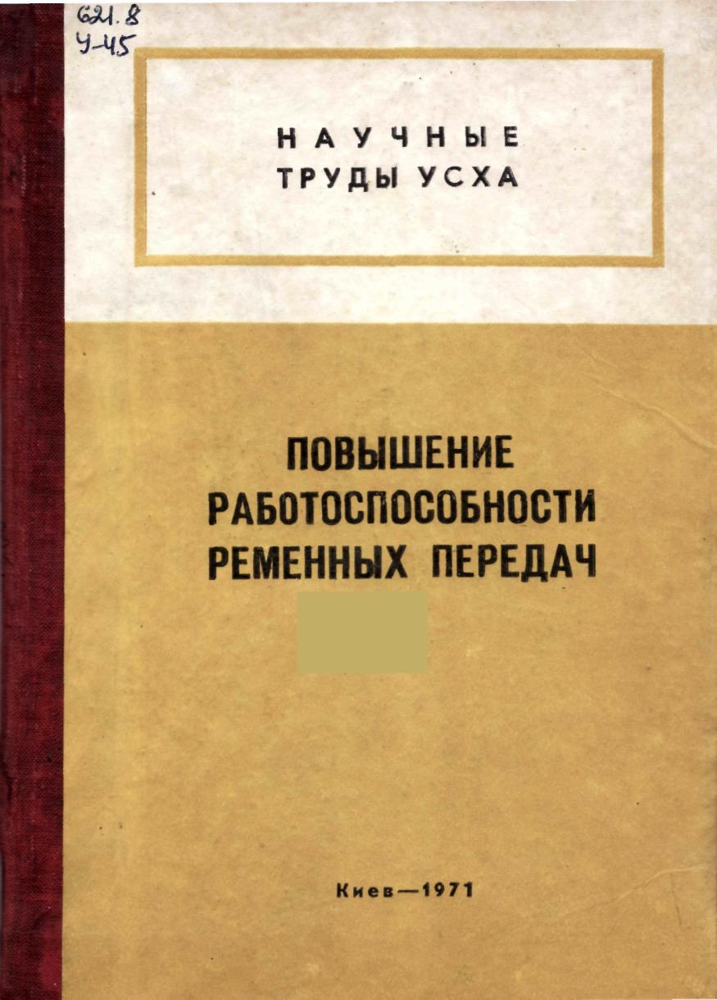 621.8
У-45
НАУЧНЫЕ
ТРУДЫ УСХА
ПОВЫШЕНИЕ
РАБОТОСПОСОБНОСТИ
РЕМЕННЫХ ПЕРЕДАЧ
Киев—1971